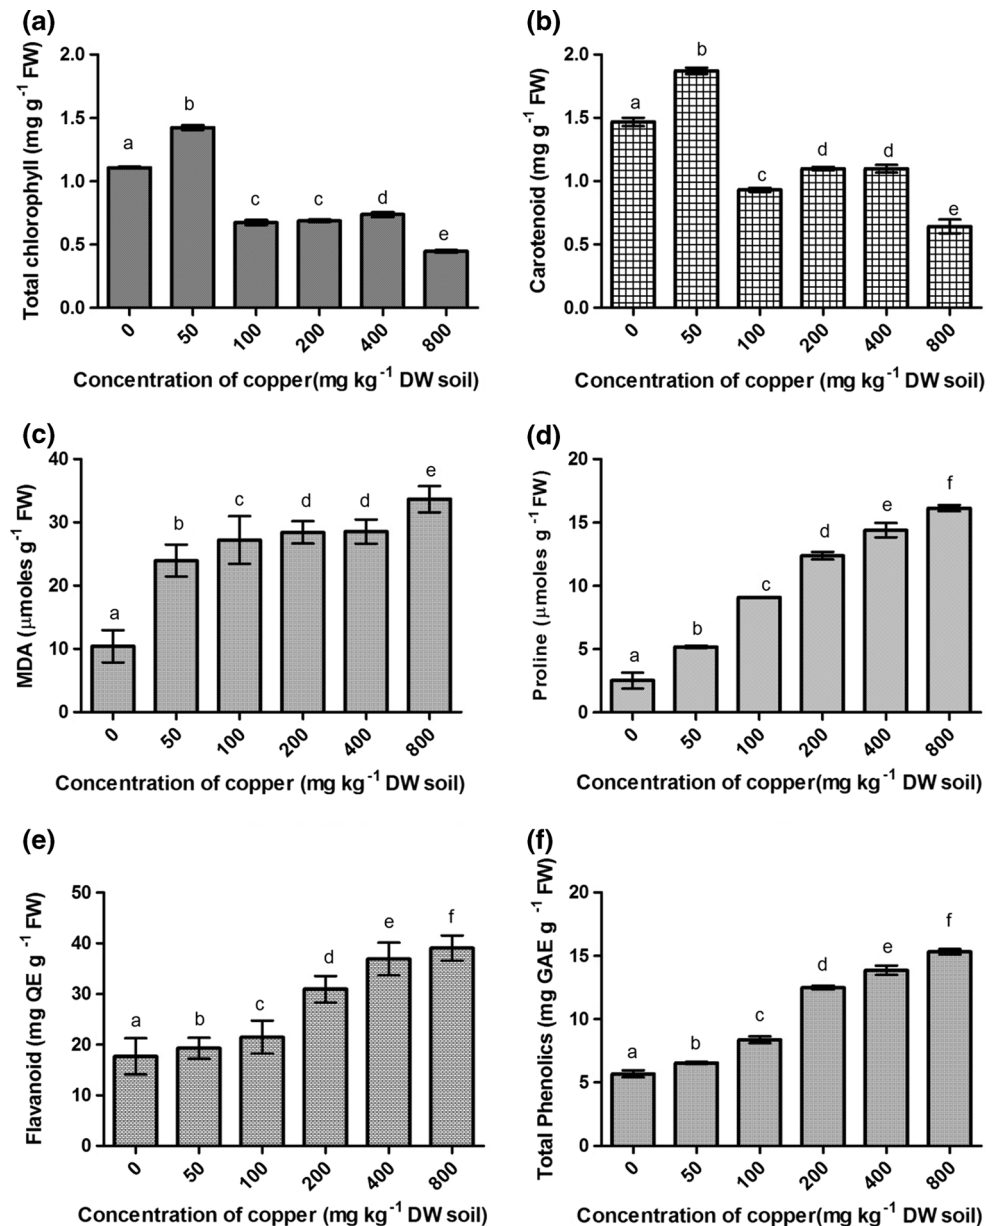 (a)
Total chlorophyll (mg g⁻¹ FW)
2.0
1.5
1.0
0.5
0.0
a
b
c
c
d
e
0 50 100 200 400 800
Concentration of copper(mg kg⁻¹ DW soil)
(b)
Carotenoid (mg g⁻¹ FW)
2.0
1.5
1.0
0.5
0.0
a
b
c
d
d
e
0 50 100 200 400 800
Concentration of copper (mg kg⁻¹ DW soil)
(c)
MDA (μmoles g⁻¹ FW)
40
30
20
10
0
a
b
c
d
d
e
0 50 100 200 400 800
Concentration of copper (mg kg⁻¹ DW soil)
(d)
Proline (μmoles g⁻¹ FW)
20
15
10
5
0
a
b
c
d
e
f
0 50 100 200 400 800
Concentration of copper(mg kg⁻¹ DW soil)
(e)
Flavanoid (mg QE g⁻¹ FW)
50
40
30
20
10
0
a
b
c
d
e
f
0 50 100 200 400 800
Concentration of copper (mg kg⁻¹ DW soil)
(f)
Total Phenolics (mg GAE g⁻¹ FW)
20
15
10
5
0
a
b
c
d
e
f
0 50 100 200 400 800
Concentration of copper(mg kg⁻¹ DW soil)